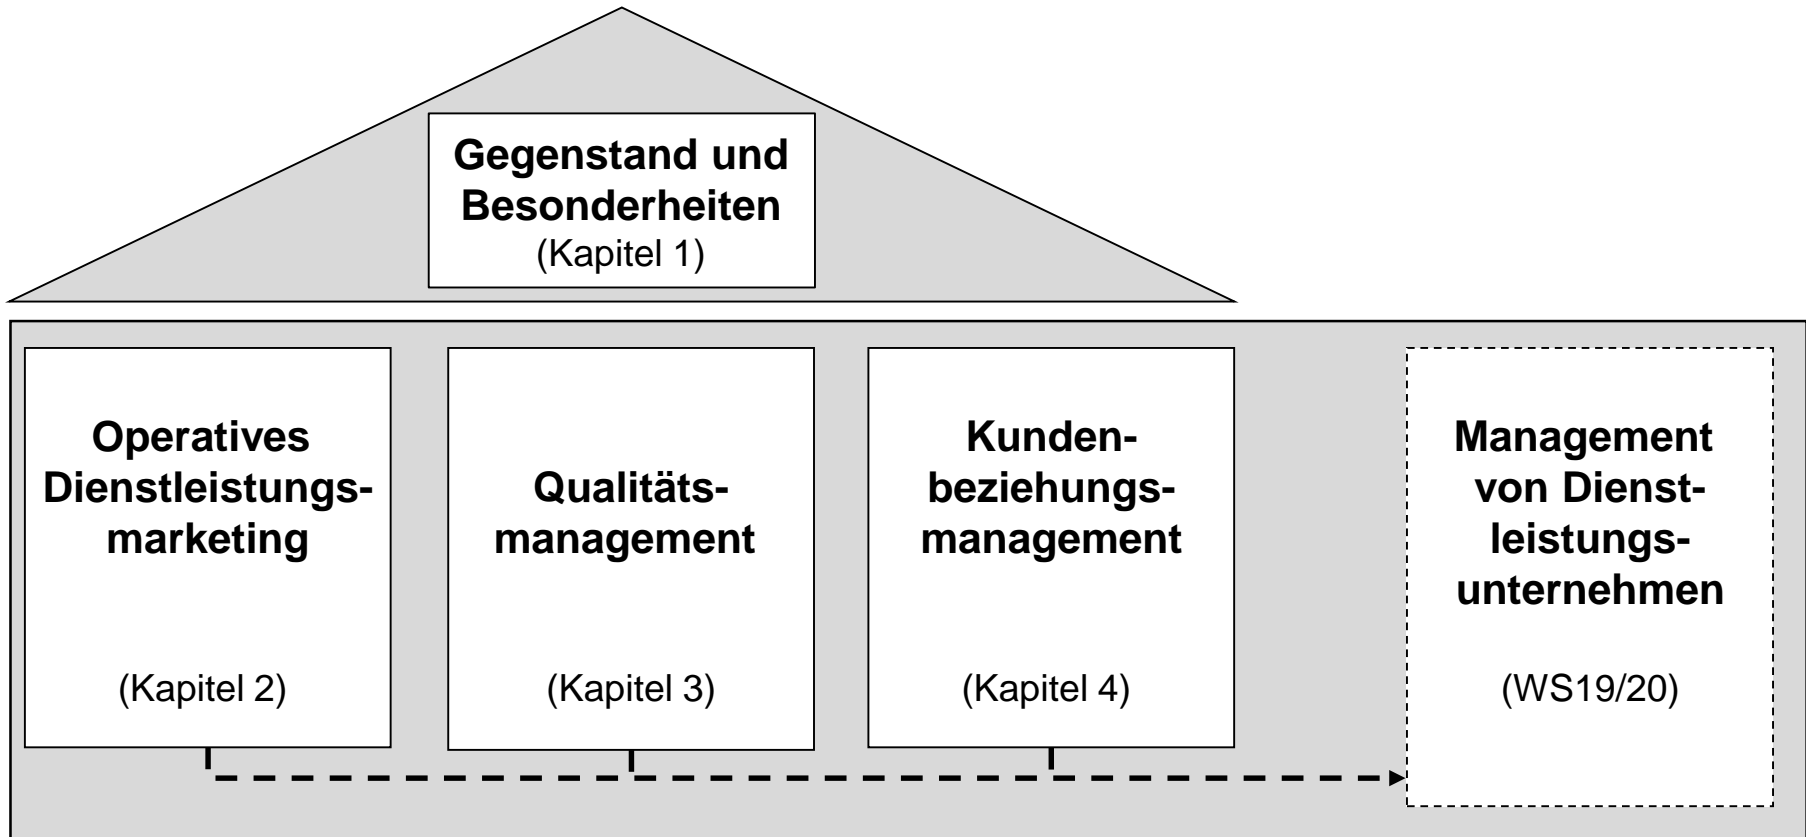 Gegenstand und
Besonderheiten
(Kapitel 1)
Operatives
Dienstleistungs-
marketing
(Kapitel 2)
Qualitäts-
management
(Kapitel 3)
Kunden-
beziehungs-
management
(Kapitel 4)
Management
von Dienst-
leistungs-
unternehmen
(WS19/20)